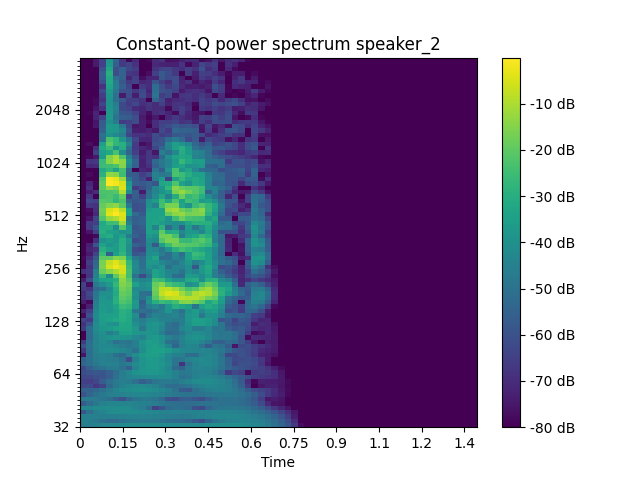 Constant-Q power spectrum speaker_2
Hz
2048
1024
512
256
128
64
32
0 0.15 0.3 0.45 0.6 0.75 0.9 1.1 1.2 1.4
Time
-10 dB
-20 dB
-30 dB
-40 dB
-50 dB
-60 dB
-70 dB
-80 dB